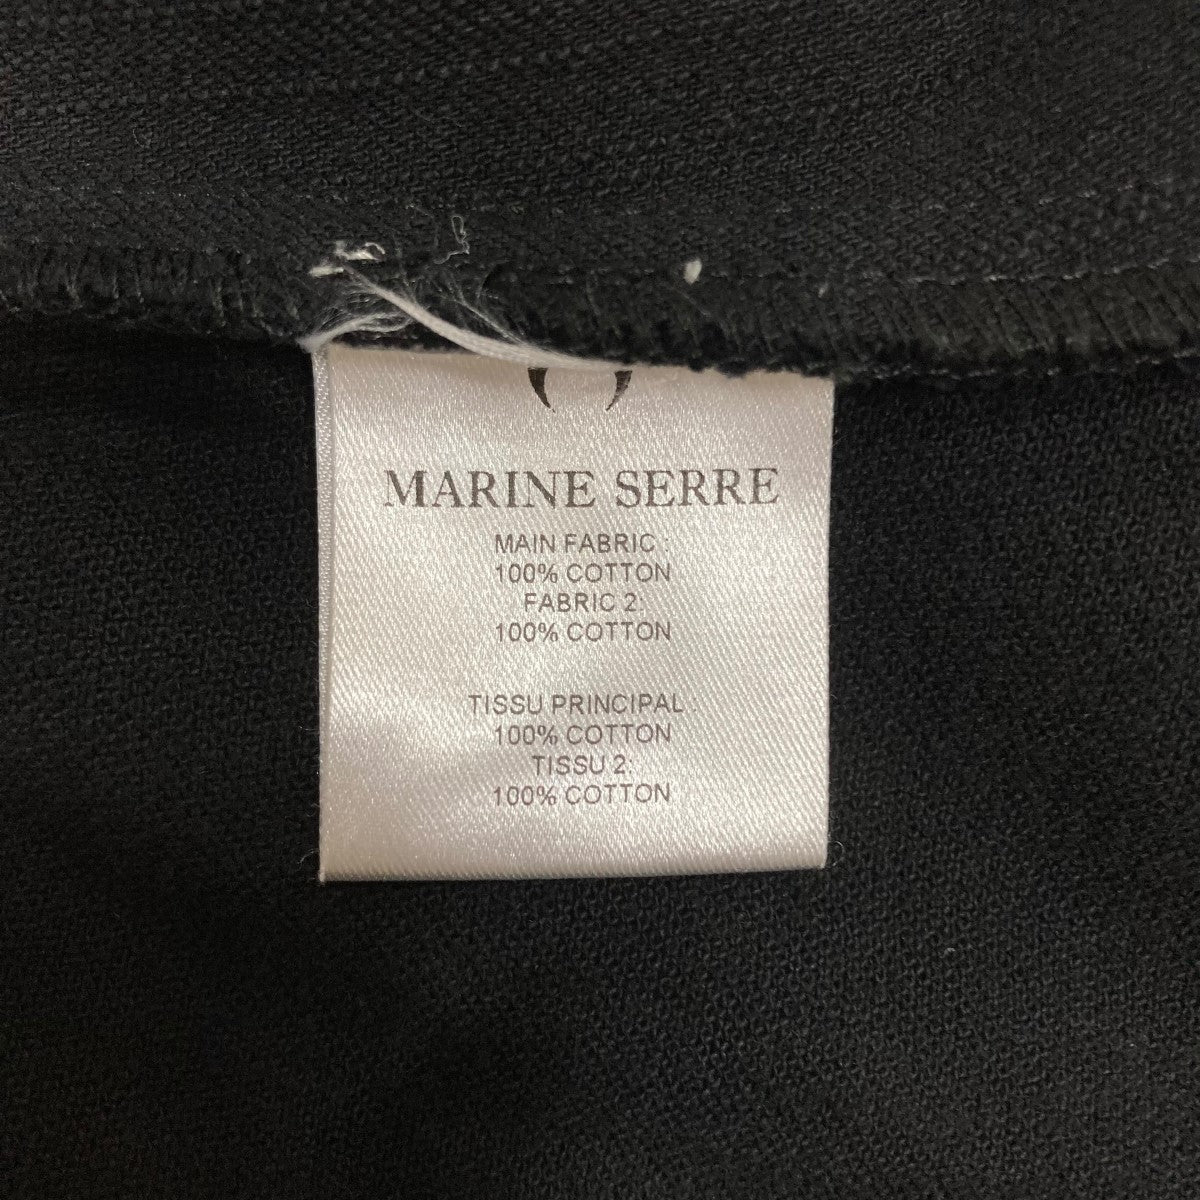 MARINE SERRE
MAIN FABRIC :
100% COTTON
FABRIC 2:
100% COTTON
TISSU PRINCIPAL :
100% COTTON
TISSU 2:
100% COTTON